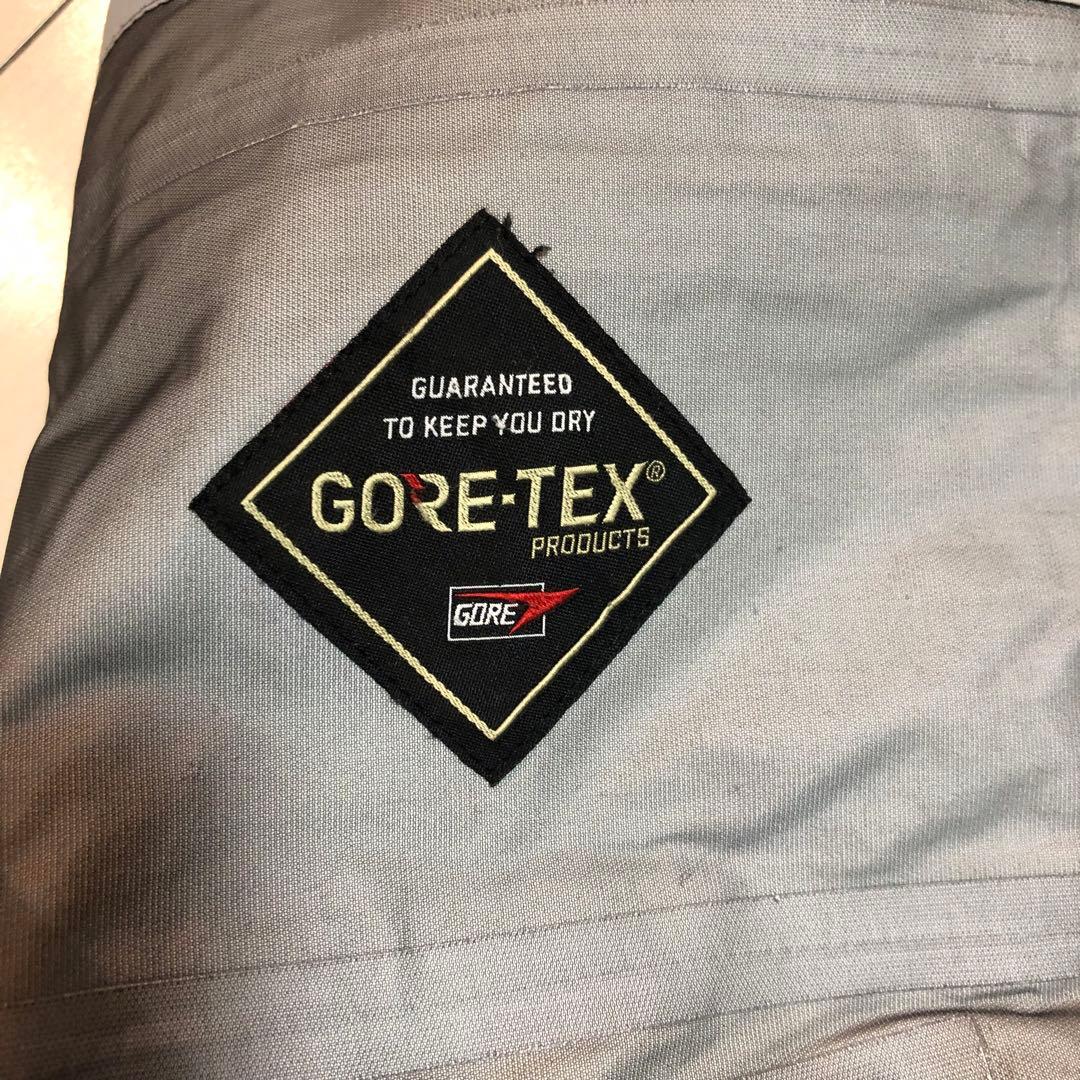 GUARANTEED
TO KEEP YOU DRY
GORE-TEX®
PRODUCTS
GORE